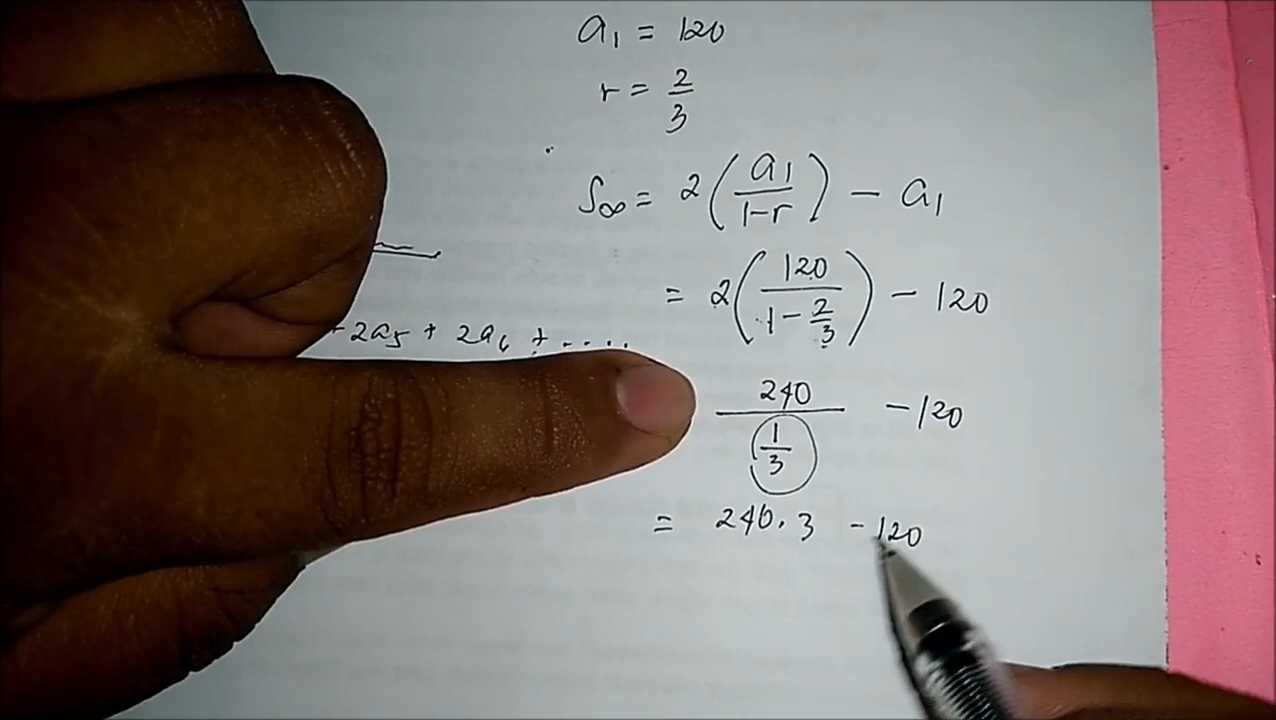 a₁ = 120
r = 2/3
S∞ = 2(a₁/(1-r)) - a₁
= 2(120/(1 - 2/3)) - 120
+ 2a₅ + 2a₆ + ....
240/(1/3) - 120
= 240.3 - 120